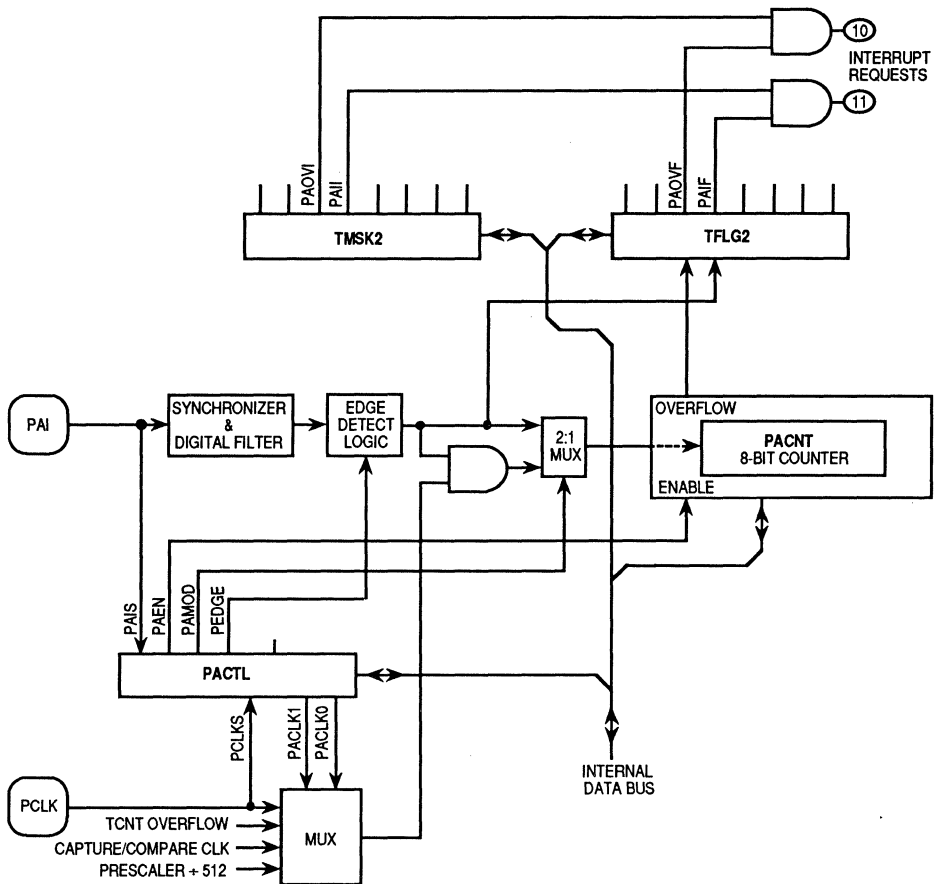 10
INTERRUPT
REQUESTS
11
PAOVI
PAII
PAOVF
PAIF
TMSK2
TFLG2
PAI
SYNCHRONIZER
&
DIGITAL FILTER
EDGE
DETECT
LOGIC
2:1
MUX
OVERFLOW
PACNT
8-BIT COUNTER
ENABLE
PAIS
PAEN
PAMOD
PEDGE
PACTL
PCLKS
PACLK1
PACLK0
INTERNAL
DATA BUS
PCLK
TCNT OVERFLOW
CAPTURE/COMPARE CLK
PRESCALER ÷ 512
MUX